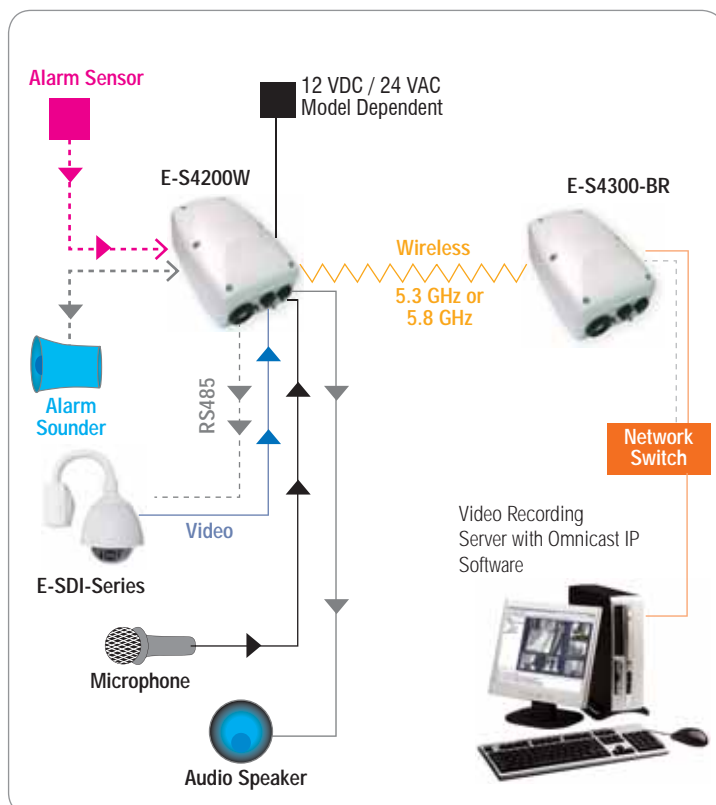 Alarm Sensor
12 VDC / 24 VAC
Model Dependent
E-S4200W
E-S4300-BR
Wireless
5.3 GHz or
5.8 GHz
Alarm
Sounder
RS485
Network
Switch
Video
E-SDI-Series
Video Recording
Server with Omnicast IP
Software
Microphone
Audio Speaker